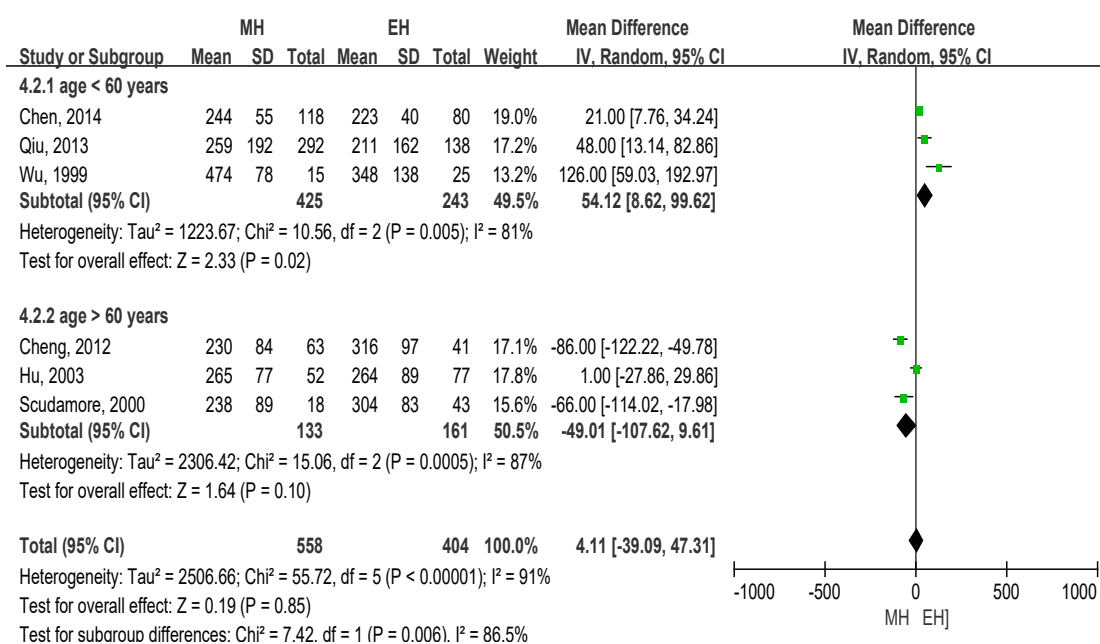 MH EH Mean Difference Mean Difference
Study or Subgroup Mean SD Total Mean SD Total Weight IV, Random, 95% CI IV, Random, 95% CI
4.2.1 age < 60 years
Chen, 2014 244 55 118 223 40 80 19.0% 21.00 [7.76, 34.24]
Qiu, 2013 259 192 292 211 162 138 17.2% 48.00 [13.14, 82.86]
Wu, 1999 474 78 15 348 138 25 13.2% 126.00 [59.03, 192.97]
Subtotal (95% CI) 425 243 49.5% 54.12 [8.62, 99.62]
Heterogeneity: Tau² = 1223.67; Chi² = 10.56, df = 2 (P = 0.005); I² = 81%
Test for overall effect: Z = 2.33 (P = 0.02)
4.2.2 age > 60 years
Cheng, 2012 230 84 63 316 97 41 17.1% -86.00 [-122.22, -49.78]
Hu, 2003 265 77 52 264 89 77 17.8% 1.00 [-27.86, 29.86]
Scudamore, 2000 238 89 18 304 83 43 15.6% -66.00 [-114.02, -17.98]
Subtotal (95% CI) 133 161 50.5% -49.01 [-107.62, 9.61]
Heterogeneity: Tau² = 2306.42; Chi² = 15.06, df = 2 (P = 0.0005); I² = 87%
Test for overall effect: Z = 1.64 (P = 0.10)
Total (95% CI) 558 404 100.0% 4.11 [-39.09, 47.31]
Heterogeneity: Tau² = 2506.66; Chi² = 55.72, df = 5 (P < 0.00001); I² = 91%
Test for overall effect: Z = 0.19 (P = 0.85)
Test for subgroup differences: Chi² = 7.42, df = 1 (P = 0.006), I² = 86.5%
-1000 -500 0 500 1000
MH EH]